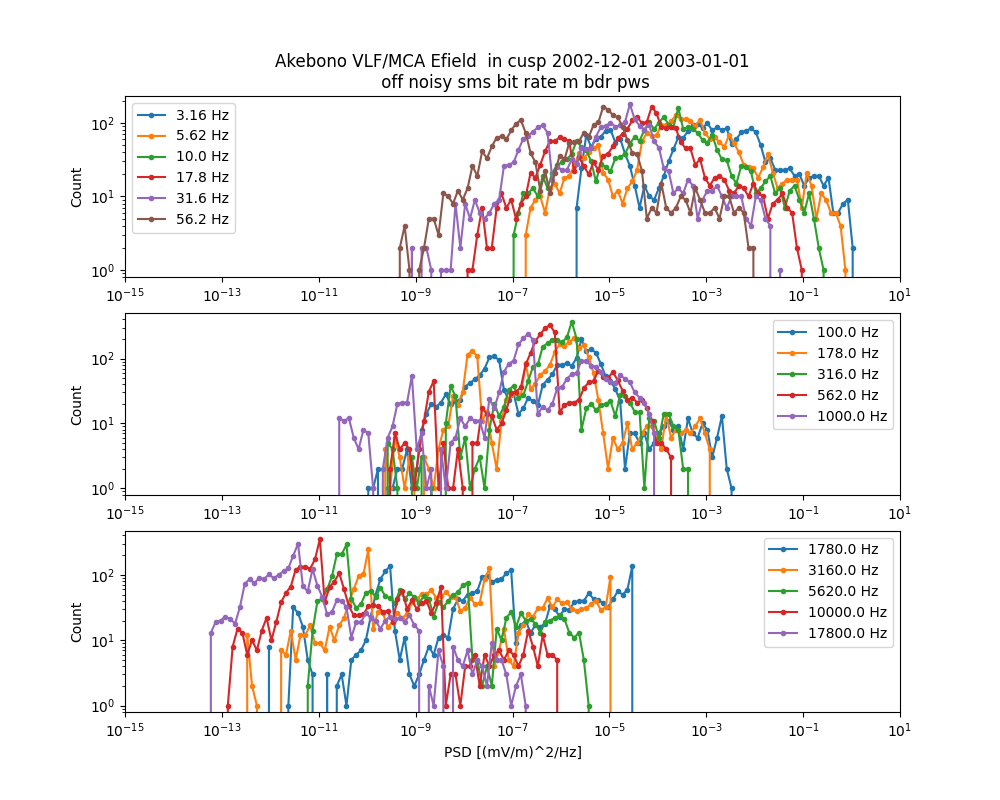 Akebono VLF/MCA Efield  in cusp 2002-12-01 2003-01-01
off noisy sms bit rate m bdr pws
10^2
10^1
10^0
Count
3.16 Hz
5.62 Hz
10.0 Hz
17.8 Hz
31.6 Hz
56.2 Hz
10^-15 10^-13 10^-11 10^-9 10^-7 10^-5 10^-3 10^-1 10^1
10^2
10^1
10^0
Count
100.0 Hz
178.0 Hz
316.0 Hz
562.0 Hz
1000.0 Hz
10^-15 10^-13 10^-11 10^-9 10^-7 10^-5 10^-3 10^-1 10^1
10^2
10^1
10^0
Count
1780.0 Hz
3160.0 Hz
5620.0 Hz
10000.0 Hz
17800.0 Hz
10^-15 10^-13 10^-11 10^-9 10^-7 10^-5 10^-3 10^-1 10^1
PSD [(mV/m)^2/Hz]